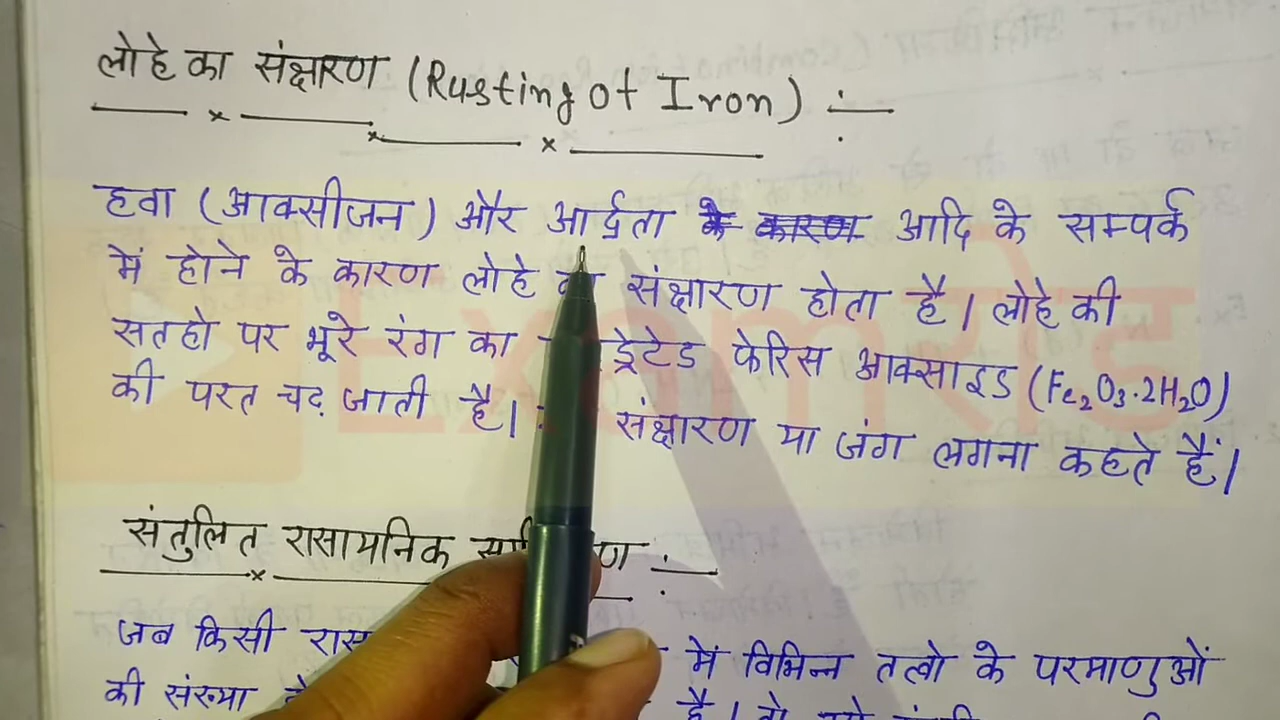 लोहे का संक्षारण (Rusting of Iron) :-
हवा (आक्सीजन) और आर्द्रता के कारण आदि के सम्पर्क
में होने के कारण लोहे संक्षारण होता है। लोहे की
सतहो पर भूरे रंग का फेरिस आक्साइड (Fe₂O₃·2H₂O)
की परत चढ़ जाती है। संक्षारण या जंग लगना कहते हैं।
संतुलित रासायनिक :-
जब किसी में विभिन्न तत्वो के परमाणुओं
की संख्या है।
Examरोड